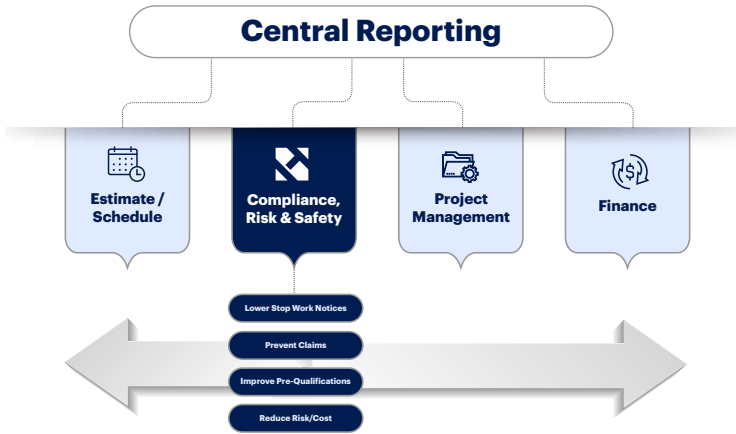 Central Reporting
Estimate /
Schedule
Compliance,
Risk & Safety
Project
Management
Finance
Lower Stop Work Notices
Prevent Claims
Improve Pre-Qualifications
Reduce Risk/Cost